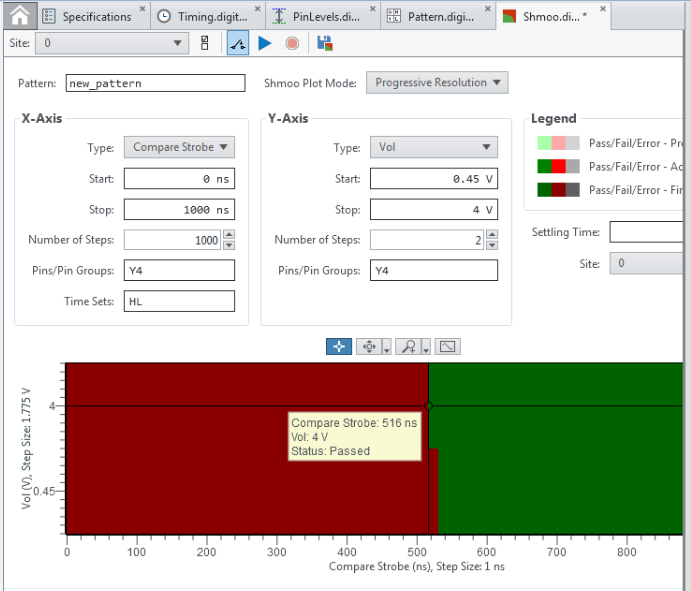 Specifications
Timing.digit...
PinLevels.di...
Pattern.digi...
Shmoo.di... *
Site: 0
Pattern: new_pattern
Shmoo Plot Mode: Progressive Resolution
X-Axis
Type: Compare Strobe
Start: 0 ns
Stop: 1000 ns
Number of Steps: 1000
Pins/Pin Groups: Y4
Time Sets: HL
Y-Axis
Type: Vol
Start: 0.45 V
Stop: 4 V
Number of Steps: 2
Pins/Pin Groups: Y4
Legend
Pass/Fail/Error - Pre
Pass/Fail/Error - Ac
Pass/Fail/Error - Fin
Settling Time:
Site: 0
Vol (V), Step Size: 1.775 V
4
0.45
Compare Strobe: 516 ns
Vol: 4 V
Status: Passed
0 100 200 300 400 500 600 700 800
Compare Strobe (ns), Step Size: 1 ns